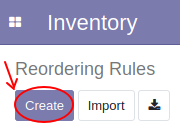 Inventory
Reordering Rules
Create
Import